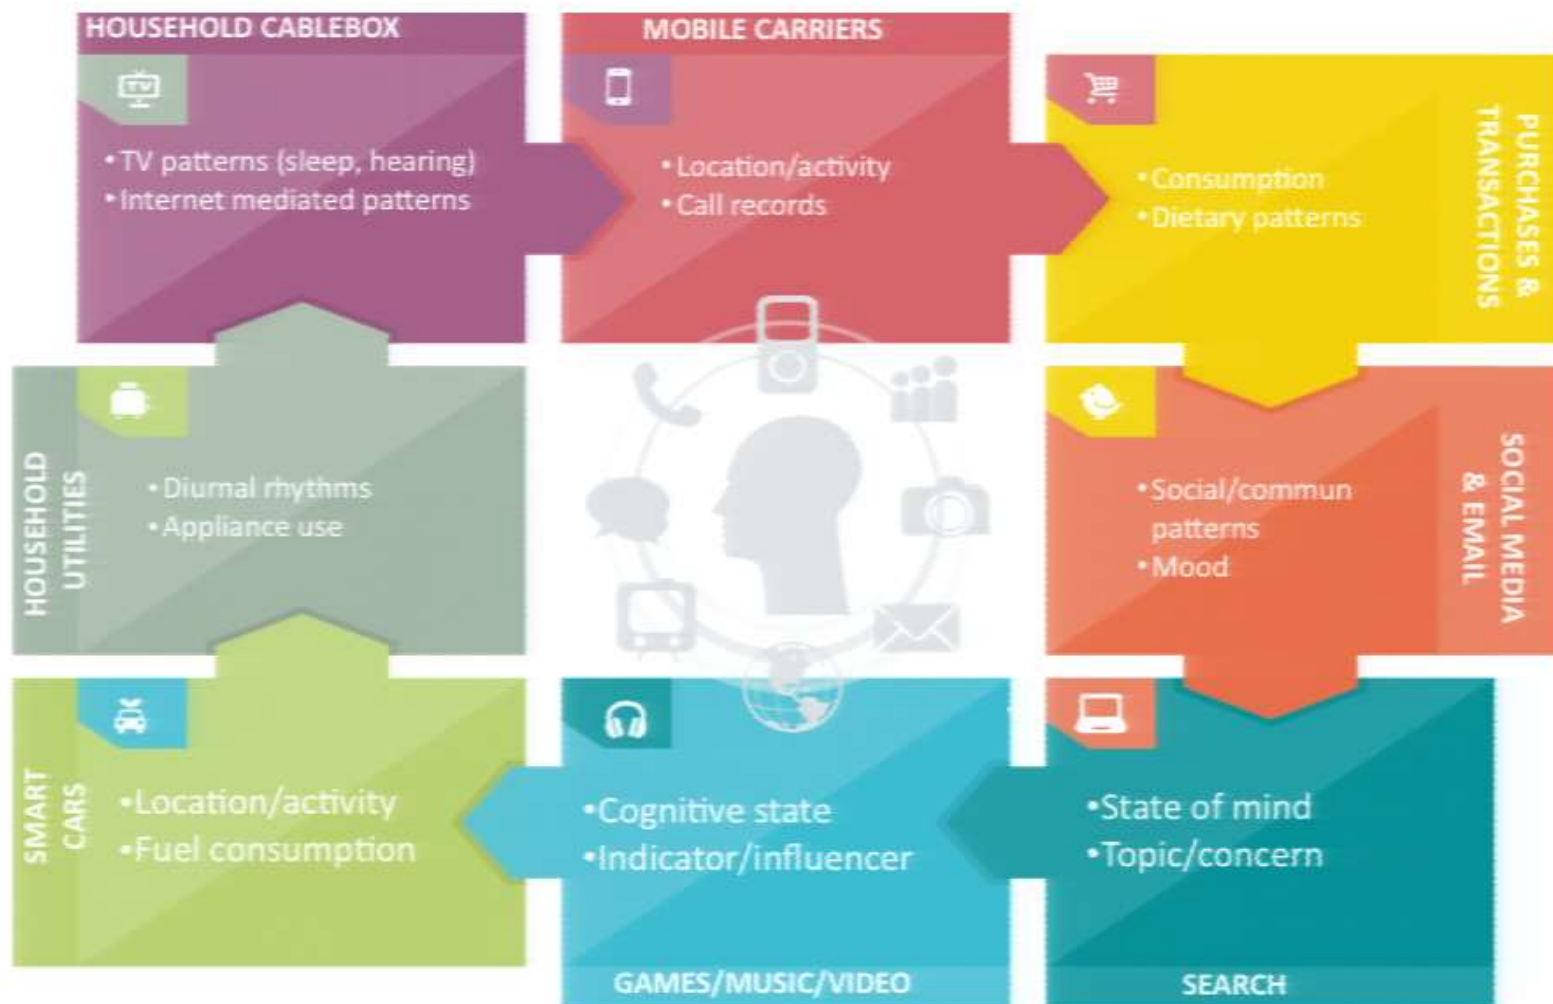 HOUSEHOLD CABLEBOX
TV
•TV patterns (sleep, hearing)
•Internet mediated patterns
MOBILE CARRIERS
•Location/activity
•Call records
PURCHASES &
TRANSACTIONS
•Consumption
•Dietary patterns
SOCIAL MEDIA
& EMAIL
•Social/commun
patterns
•Mood
SEARCH
•State of mind
•Topic/concern
GAMES/MUSIC/VIDEO
•Cognitive state
•Indicator/influencer
SMART
CARS
•Location/activity
•Fuel consumption
HOUSEHOLD
UTILITIES
•Diurnal rhythms
•Appliance use